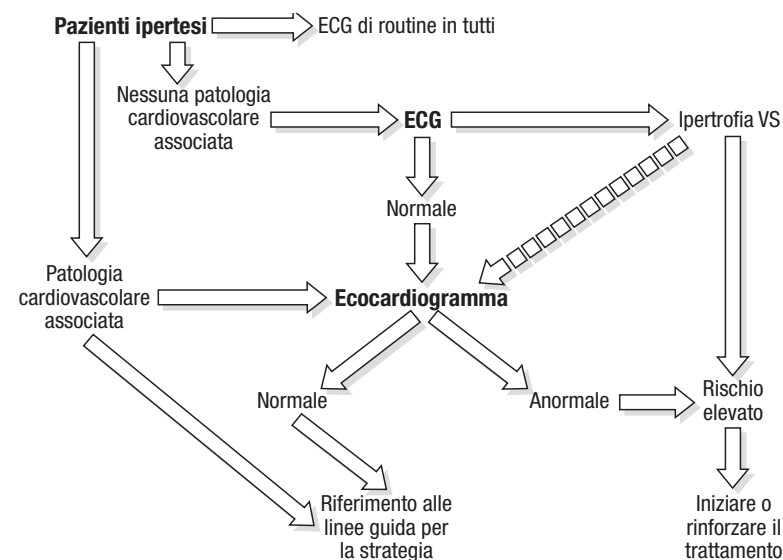 Pazienti ipertesi
ECG di routine in tutti
Nessuna patologia
cardiovascolare
associata
ECG
Ipertrofia VS
Normale
Patologia
cardiovascolare
associata
Ecocardiogramma
Normale
Anormale
Rischio
elevato
Riferimento alle
linee guida per
la strategia
Iniziare o
rinforzare il
trattamento